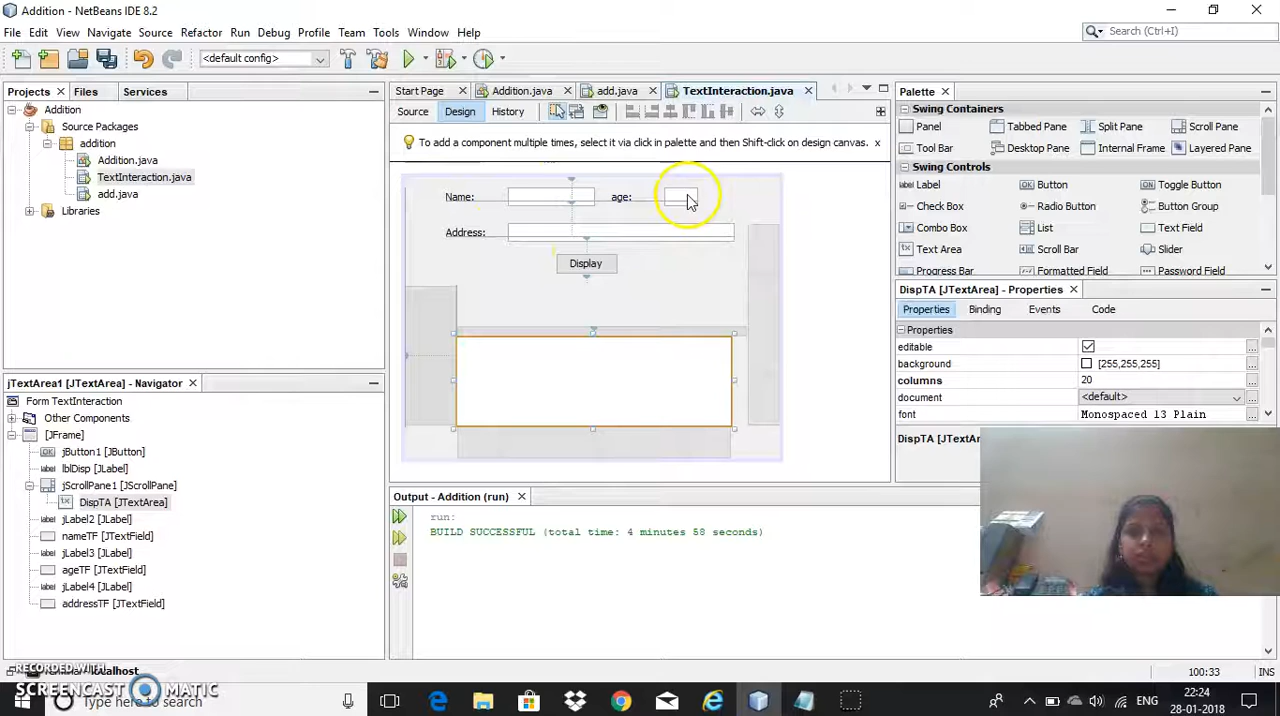 Addition - NetBeans IDE 8.2
File Edit View Navigate Source Refactor Run Debug Profile Team Tools Window Help
Search (Ctrl+I)
<default config>
Projects Files Services
Start Page Addition.java add.java TextInteraction.java
Palette
Addition
Source Packages
addition
Addition.java
TextInteraction.java
add.java
Libraries
Source Design History
To add a component multiple times, select it via click in palette and then Shift-click on design canvas.
Name: age:
Address:
Display
Swing Containers
Panel Tabbed Pane Split Pane Scroll Pane
Tool Bar Desktop Pane Internal Frame Layered Pane
Swing Controls
Label Button Toggle Button
Check Box Radio Button Button Group
Combo Box List Text Field
Text Area Scroll Bar Slider
Progress Bar Formatted Field Password Field
DispTA [JTextArea] - Properties
Properties Binding Events Code
Properties
editable
background [255,255,255]
columns 20
document <default>
font Monospaced 13 Plain
DispTA [JTextAr
jTextArea1 [JTextArea] - Navigator
Form TextInteraction
Other Components
[JFrame]
jButton1 [JButton]
lblDisp [JLabel]
jScrollPane1 [JScrollPane]
DispTA [JTextArea]
jLabel2 [JLabel]
nameTF [JTextField]
jLabel3 [JLabel]
ageTF [JTextField]
jLabel4 [JLabel]
addressTF [JTextField]
Output - Addition (run)
run:
BUILD SUCCESSFUL (total time: 4 minutes 58 seconds)
localhost
100:33 INS
RECORDED WITH
SCREENCAST MATIC
Type here to search
ENG
22:24
28-01-2018